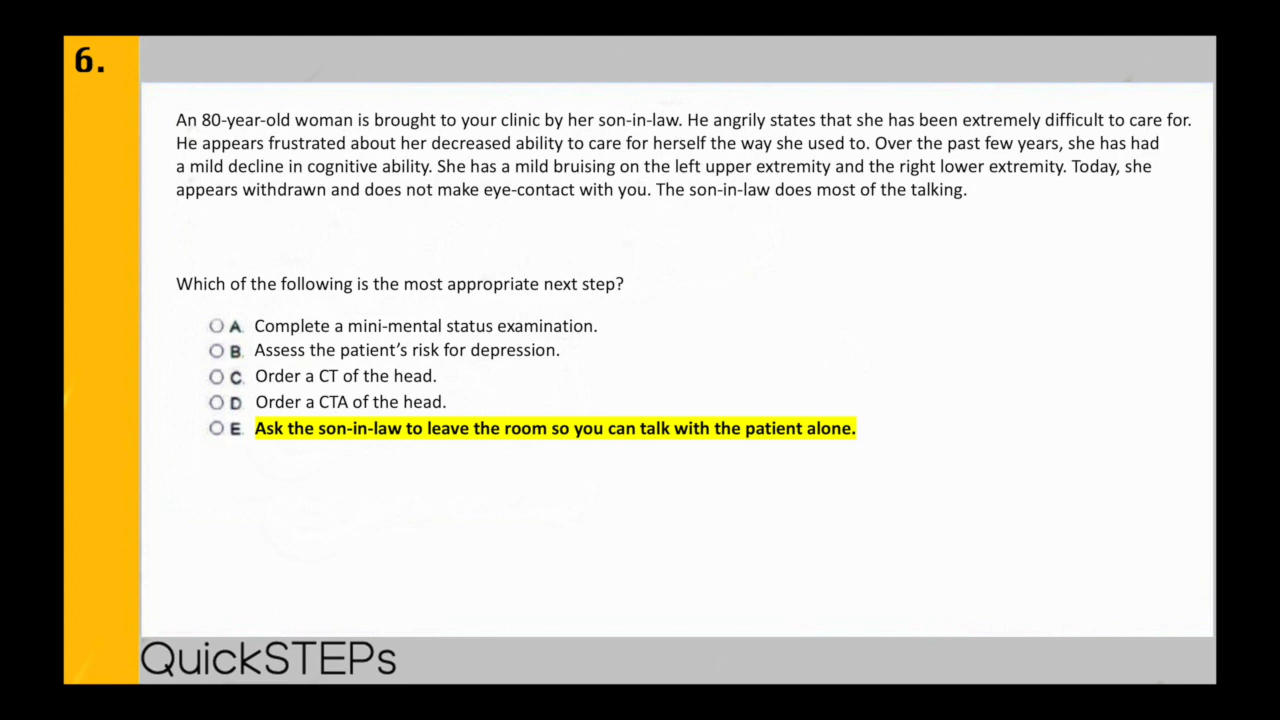 6.
An 80-year-old woman is brought to your clinic by her son-in-law. He angrily states that she has been extremely difficult to care for.
He appears frustrated about her decreased ability to care for herself the way she used to. Over the past few years, she has had
a mild decline in cognitive ability. She has a mild bruising on the left upper extremity and the right lower extremity. Today, she
appears withdrawn and does not make eye-contact with you. The son-in-law does most of the talking.
Which of the following is the most appropriate next step?
A. Complete a mini-mental status examination.
B. Assess the patient's risk for depression.
C. Order a CT of the head.
D. Order a CTA of the head.
E. Ask the son-in-law to leave the room so you can talk with the patient alone.
QuickSTEPs